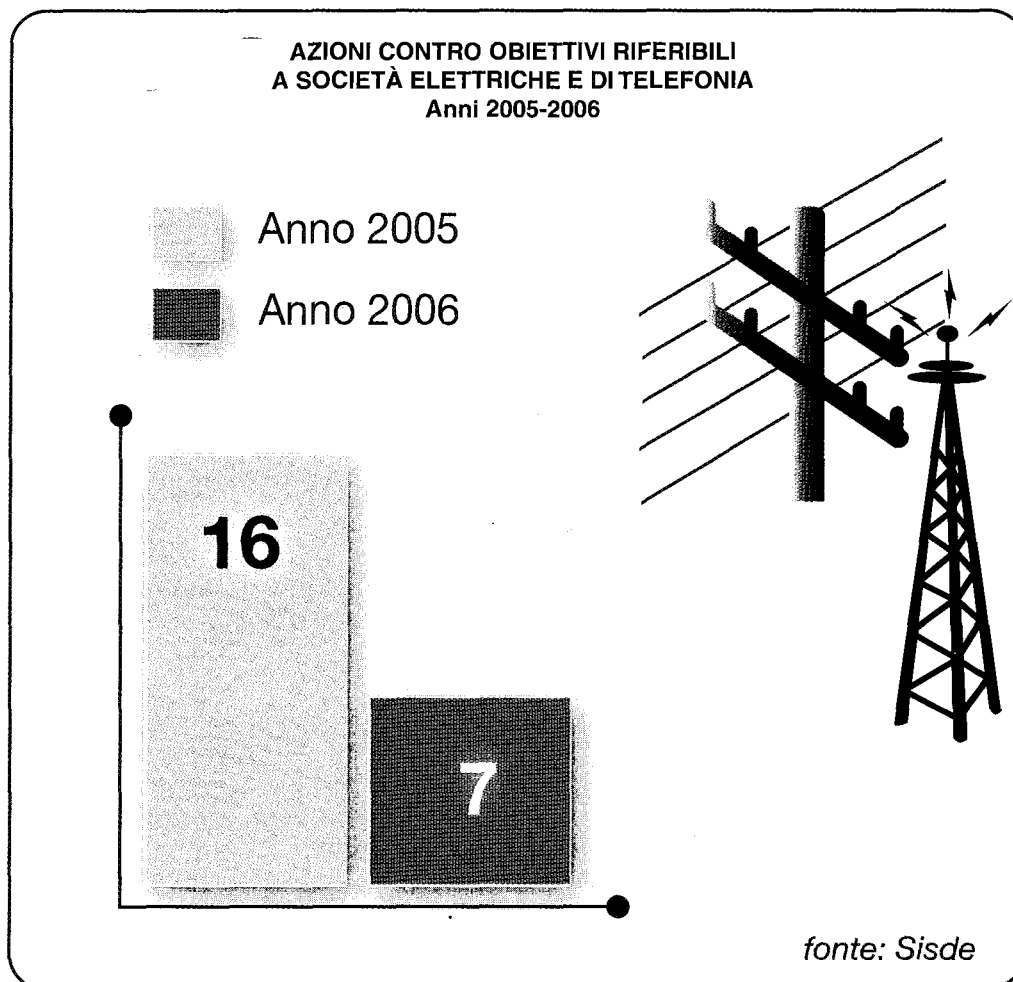 AZIONI CONTRO OBIETTIVI RIFERIBILI
A SOCIETÀ ELETTRICHE E DI TELEFONIA
Anni 2005-2006
Anno 2005
Anno 2006
16
7
fonte: Sisde